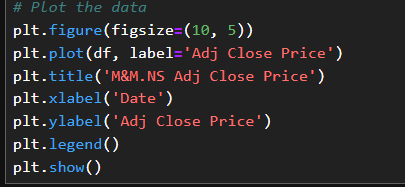 # Plot the data
plt.figure(figsize=(10, 5))
plt.plot(df, label='Adj Close Price')
plt.title('M&M.NS Adj Close Price')
plt.xlabel('Date')
plt.ylabel('Adj Close Price')
plt.legend()
plt.show()